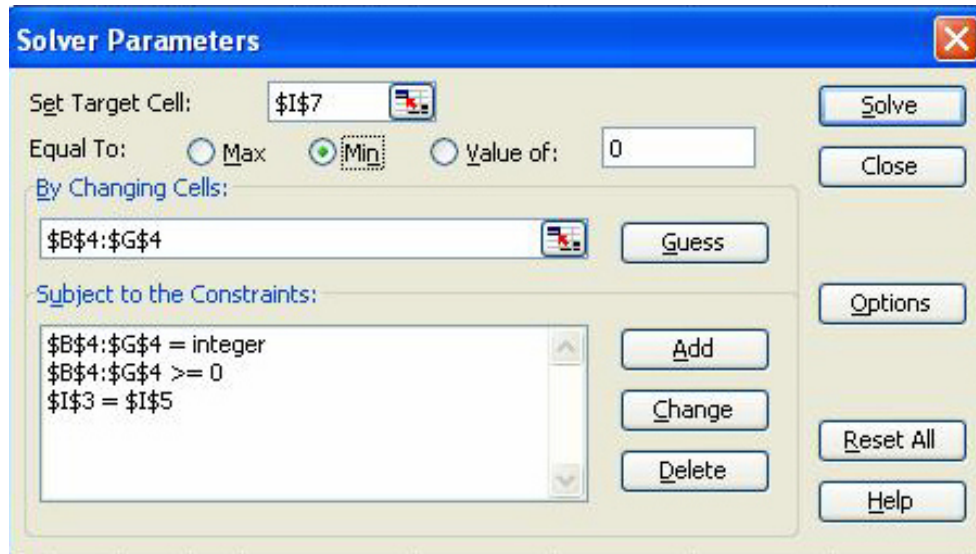 Solver Parameters
Set Target Cell: $I$7 Solve
Equal To: Max Min Value of: 0 Close
By Changing Cells:
$B$4:$G$4 Guess
Subject to the Constraints: Options
$B$4:$G$4 = integer Add
$B$4:$G$4 >= 0
$I$3 = $I$5 Change
Reset All
Delete
Help